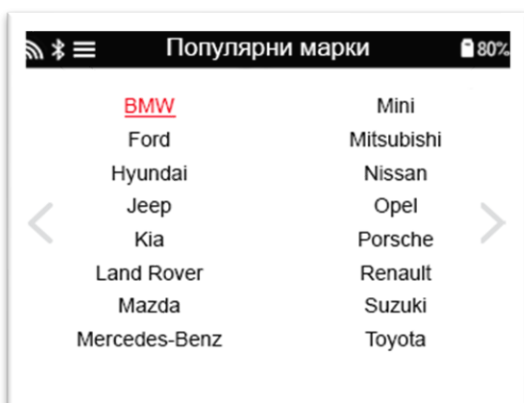 Популярни марки 80%
BMW
Ford
Hyundai
Jeep
Kia
Land Rover
Mazda
Mercedes-Benz
Mini
Mitsubishi
Nissan
Opel
Porsche
Renault
Suzuki
Toyota